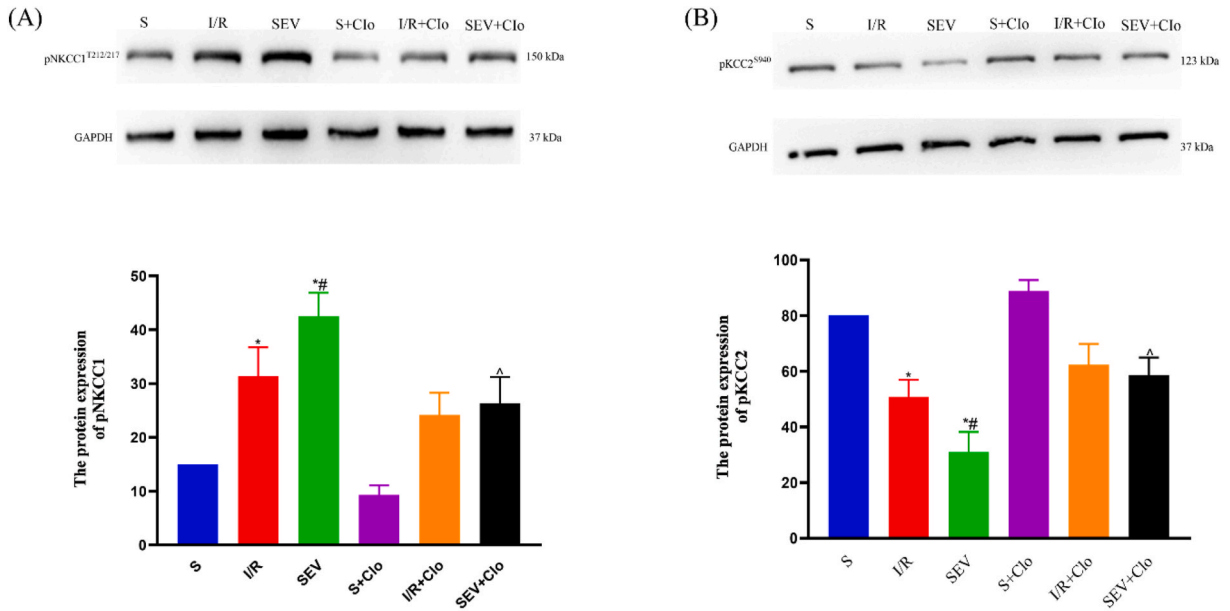 (A)
S I/R SEV S+Clo I/R+Clo SEV+Clo
pNKCC1T212/217 150 kDa
GAPDH 37 kDa
The protein expression
of pNKCC1
50
40
30
20
10
0
*
*#
^
S I/R SEV S+Clo I/R+Clo SEV+Clo
(B)
S I/R SEV S+Clo I/R+Clo SEV+Clo
pKCC2S940 123 kDa
GAPDH 37 kDa
The protein expression
of pKCC2
100
80
60
40
20
0
*
*#
^
S I/R SEV S+Clo I/R+Clo SEV+Clo